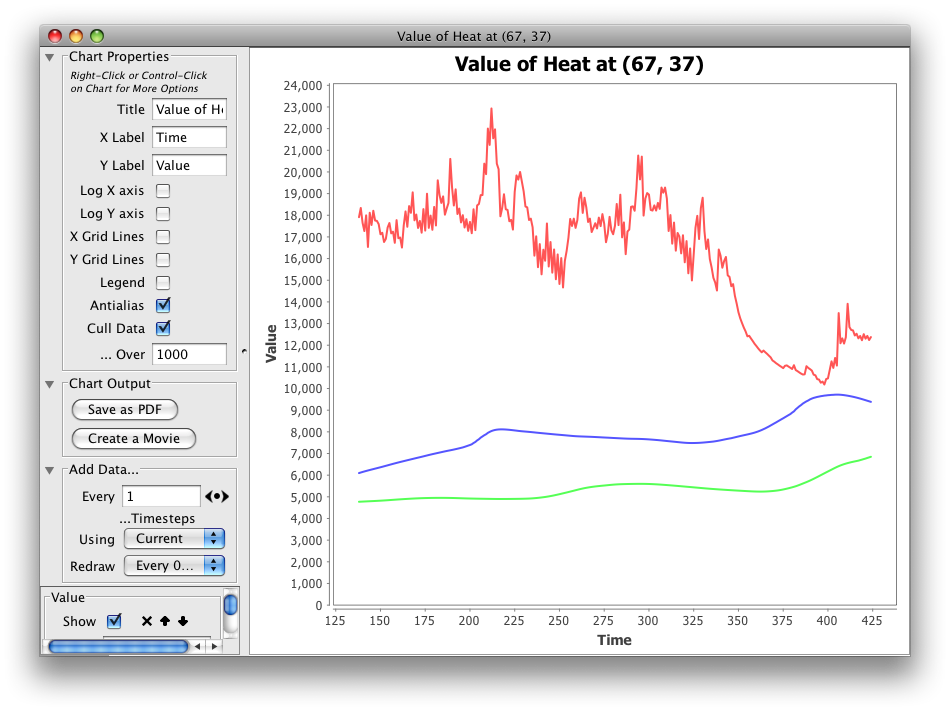 Value of Heat at (67, 37)
Chart Properties
Right-Click or Control-Click
on Chart for More Options
Title
X Label Time
Y Label Value
Log X axis
Log Y axis
X Grid Lines
Y Grid Lines
Legend
Antialias
Cull Data
... Over 1000
Chart Output
Save as PDF
Create a Movie
Add Data...
Every 1
...Timesteps
Using Current
Redraw Every 0...
Value
Show
Value of Heat at (67, 37)
24,000
23,000
22,000
21,000
20,000
19,000
18,000
17,000
16,000
15,000
14,000
13,000
12,000
11,000
10,000
9,000
8,000
7,000
6,000
5,000
4,000
3,000
2,000
1,000
0
Value
125 150 175 200 225 250 275 300 325 350 375 400 425
Time